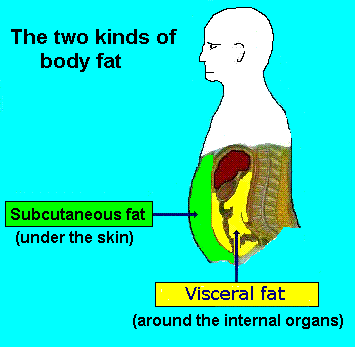 The two kinds of
body fat
Subcutaneous fat
(under the skin)
Visceral fat
(around the internal organs)